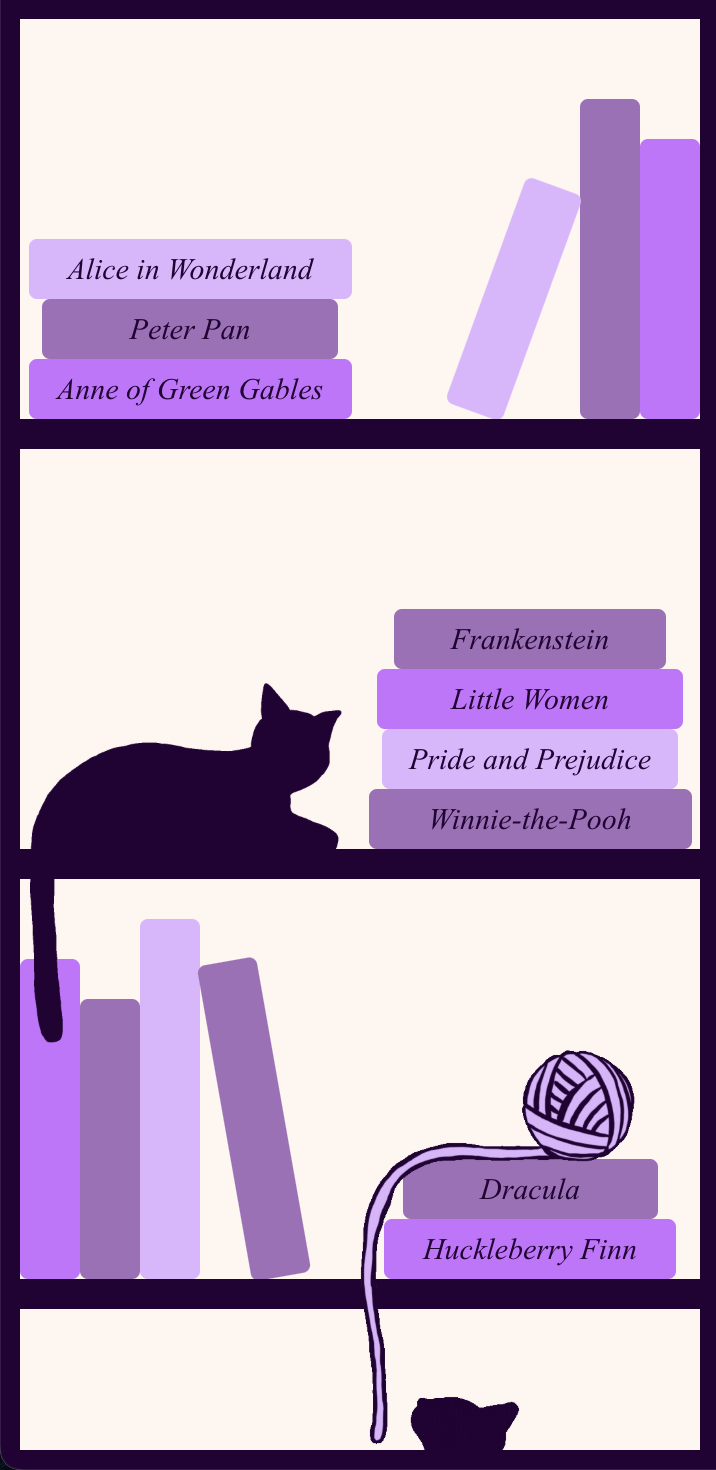 Alice in Wonderland
Peter Pan
Anne of Green Gables
Frankenstein
Little Women
Pride and Prejudice
Winnie-the-Pooh
Dracula
Huckleberry Finn